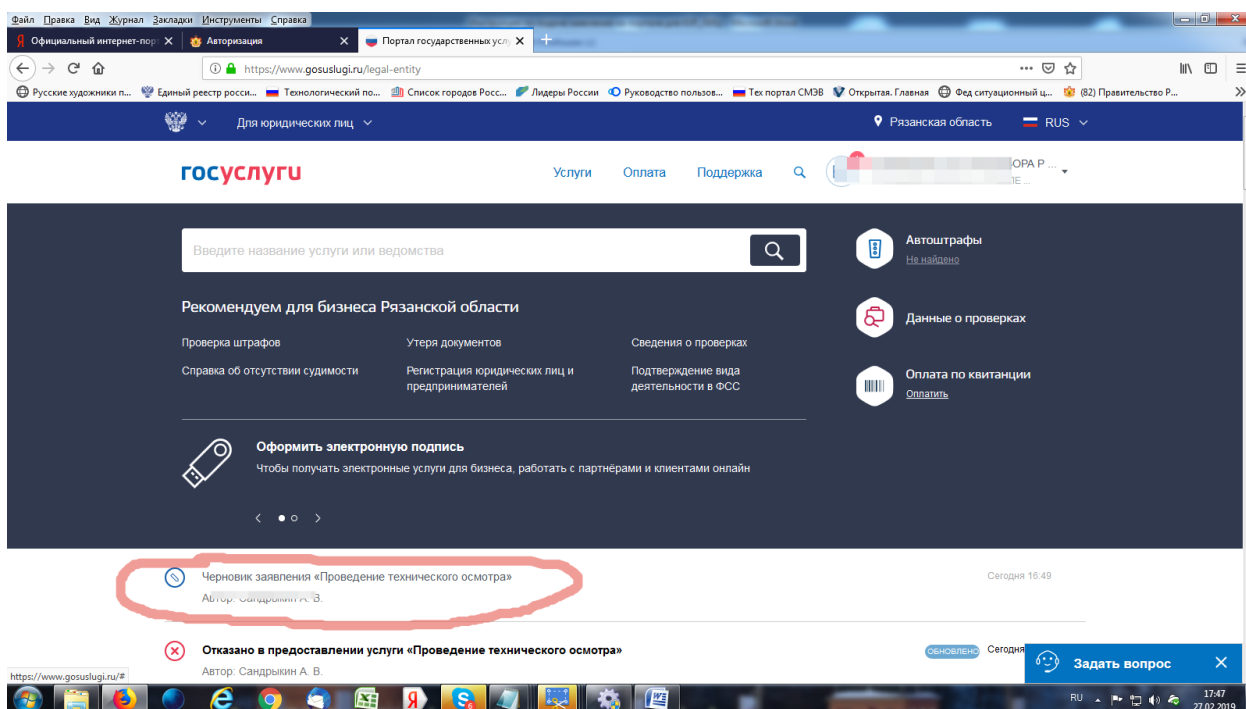 Файл Правка Вид Журнал Закладки Инструменты Справка
Официальный интернет-порт Авторизация Портал государственных услу
https://www.gosuslugi.ru/legal-entity
Русские художники п... Единый реестр росси... Технологический по... Список городов Росс... Лидеры России Руководство пользов... Тех портал СМЭВ Открытая. Главная Фед ситуационный ц... (82) Правительство Р...
Для юридических лиц Рязанская область RUS
госуслуги Услуги Оплата Поддержка ОРА Р ...
Введите название услуги или ведомства
Автоштрафы
Не найдено
Рекомендуем для бизнеса Рязанской области
Данные о проверках
Проверка штрафов Утеря документов Сведения о проверках
Справка об отсутствии судимости Регистрация юридических лиц и Подтверждение вида
предпринимателей деятельности в ФСС
Оплата по квитанции
Оплатить
Оформить электронную подпись
Чтобы получать электронные услуги для бизнеса, работать с партнёрами и клиентами онлайн
Черновик заявления «Проведение технического осмотра» Сегодня 16:49
Автор: Сандрыкин А. В.
Отказано в предоставлении услуги «Проведение технического осмотра» ОБНОВЛЕНО Сегодня
Автор: Сандрыкин А. В.
Задать вопрос
https://www.gosuslugi.ru/#
RU 17:47
27.02.2019